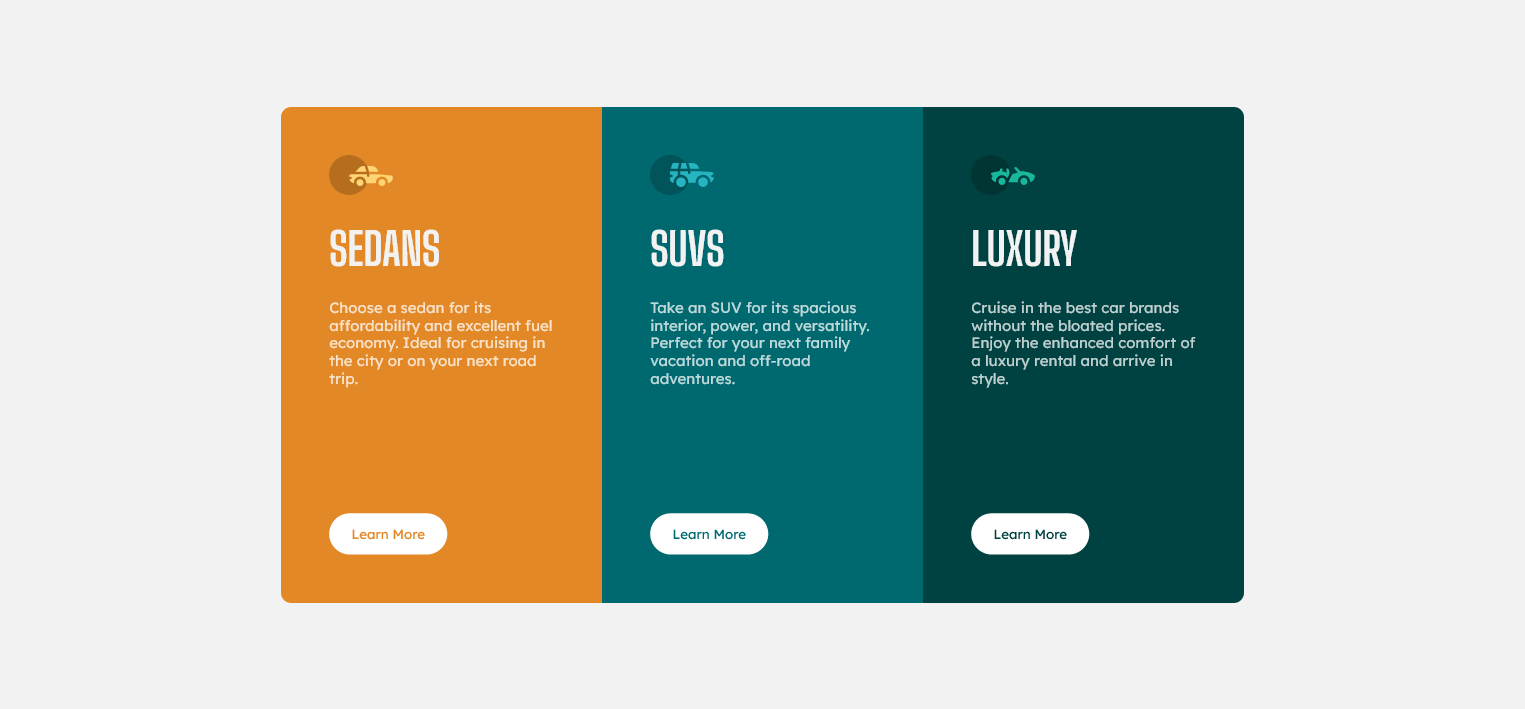 SEDANS
Choose a sedan for its
affordability and excellent fuel
economy. Ideal for cruising in
the city or on your next road
trip.
Learn More
SUVS
Take an SUV for its spacious
interior, power, and versatility.
Perfect for your next family
vacation and off-road
adventures.
Learn More
LUXURY
Cruise in the best car brands
without the bloated prices.
Enjoy the enhanced comfort of
a luxury rental and arrive in
style.
Learn More